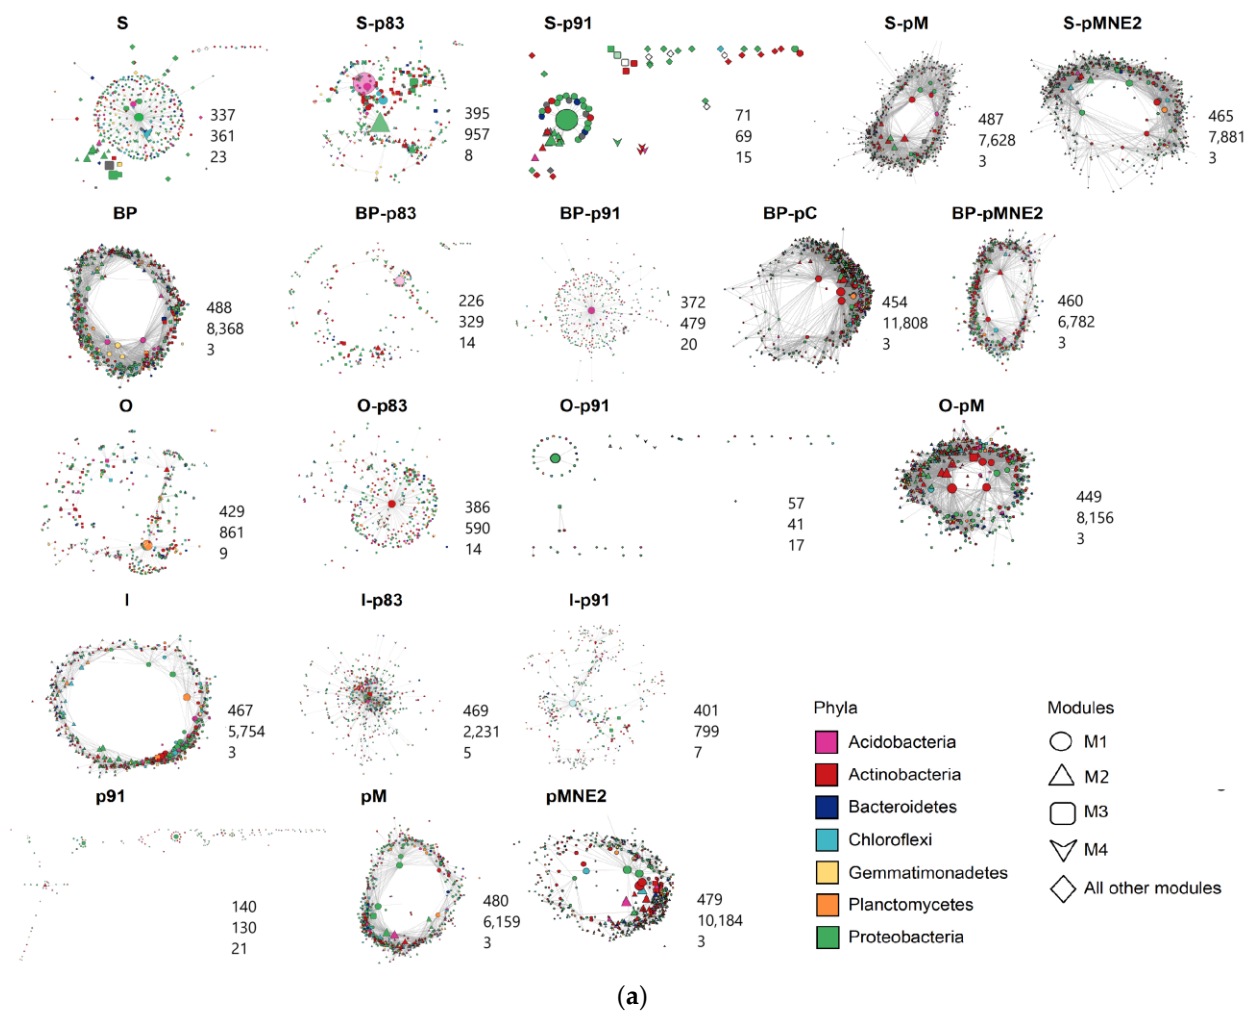 S
S-p83
S-p91
S-pM
S-pMNE2
337
361
23
395
957
8
71
69
15
487
7,628
3
465
7,881
3
BP
BP-p83
BP-p91
BP-pC
BP-pMNE2
488
8,368
3
226
329
14
372
479
20
454
11,808
3
460
6,782
3
O
O-p83
O-p91
O-pM
429
861
9
386
590
14
57
41
17
449
8,156
3
I
I-p83
I-p91
467
5,754
3
469
2,231
5
401
799
7
p91
pM
pMNE2
140
130
21
480
6,159
3
479
10,184
3
Phyla
Acidobacteria
Actinobacteria
Bacteroidetes
Chloroflexi
Gemmatimonadetes
Planctomycetes
Proteobacteria
Modules
M1
M2
M3
M4
All other modules
(a)